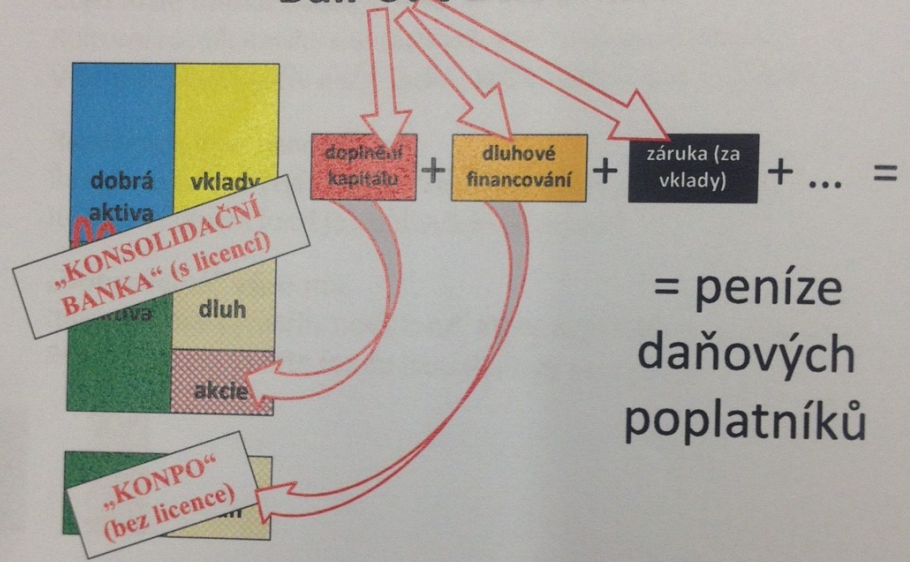 doplnění
kapitálu
+
dluhové
financování
+
záruka (za
vklady)
+ ... =
dobrá
aktiva
vklady
„KONSOLIDAČNÍ
BANKA“ (s licencí)
dluh
akcie
= peníze
daňových
poplatníků
„KONPO“
(bez licence)